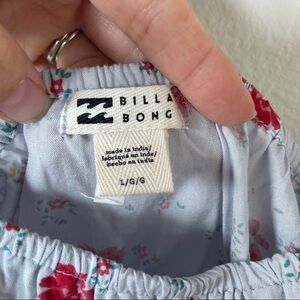 BILLA
BONG
made in india/
fabriqué en inde/
hecho en india
L/G/G